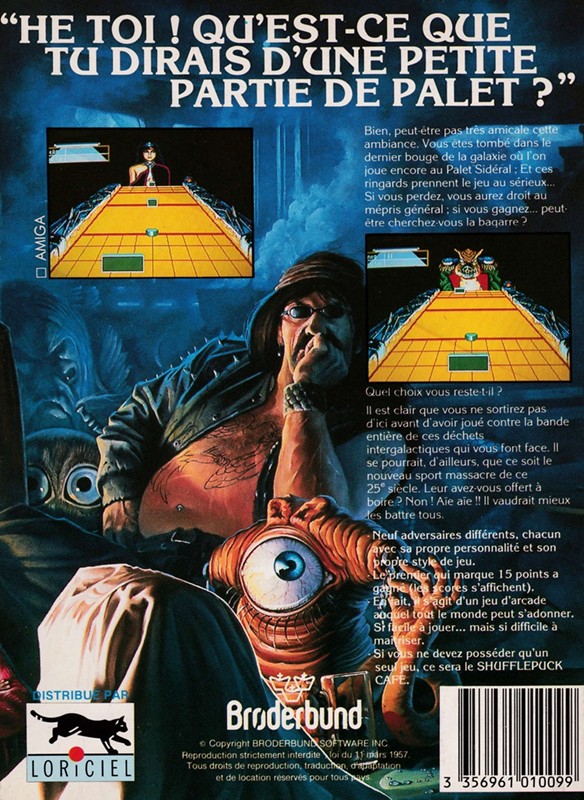 “HE TOI ! QU’EST-CE QUE
TU DIRAIS D’UNE PETITE
PARTIE DE PALET ?”
Bien, peut-être pas très amicale cette
ambiance. Vous êtes tombé dans le
dernier bouge de la galaxie où l'on
joue encore au Palet Sidéral ; Et ces
ringards prennent le jeu au sérieux...
Si vous perdez, vous aurez droit au
mépris général ; si vous gagnez... peut-
être cherchez-vous la bagarre ?
□ AMIGA
Quel choix vous reste-t-il ?
Il est clair que vous ne sortirez pas
d'ici avant d'avoir joué contre la bande
entière de ces déchets
intergalactiques qui vous font face. Il
se pourrait, d'ailleurs, que ce soit le
nouveau sport massacre de ce
25e siècle. Leur avez-vous offert à
boire ? Non ! Aïe aïe !! Il vaudrait mieux
les battre tous.
- Neuf adversaires différents, chacun
avec sa propre personnalité et son
propre style de jeu.
- Le premier qui marque 15 points a
gagné (les scores s'affichent).
- En fait, il s'agit d'un jeu d'arcade
auquel tout le monde peut s'adonner.
Si facile à jouer... mais si difficile à
maîtriser.
- Si vous ne devez posséder qu'un
seul jeu, ce sera le SHUFFLEPUCK
CAFE.
DISTRIBUÉ PAR
LORICIEL
Brøderbund
© Copyright BRODERBUND SOFTWARE INC.
Reproduction strictement interdite - loi du 11 mars 1957.
Tous droits de reproduction, traduction, d'aptation
et de location réservés pour tous pays.
3 356961 010099